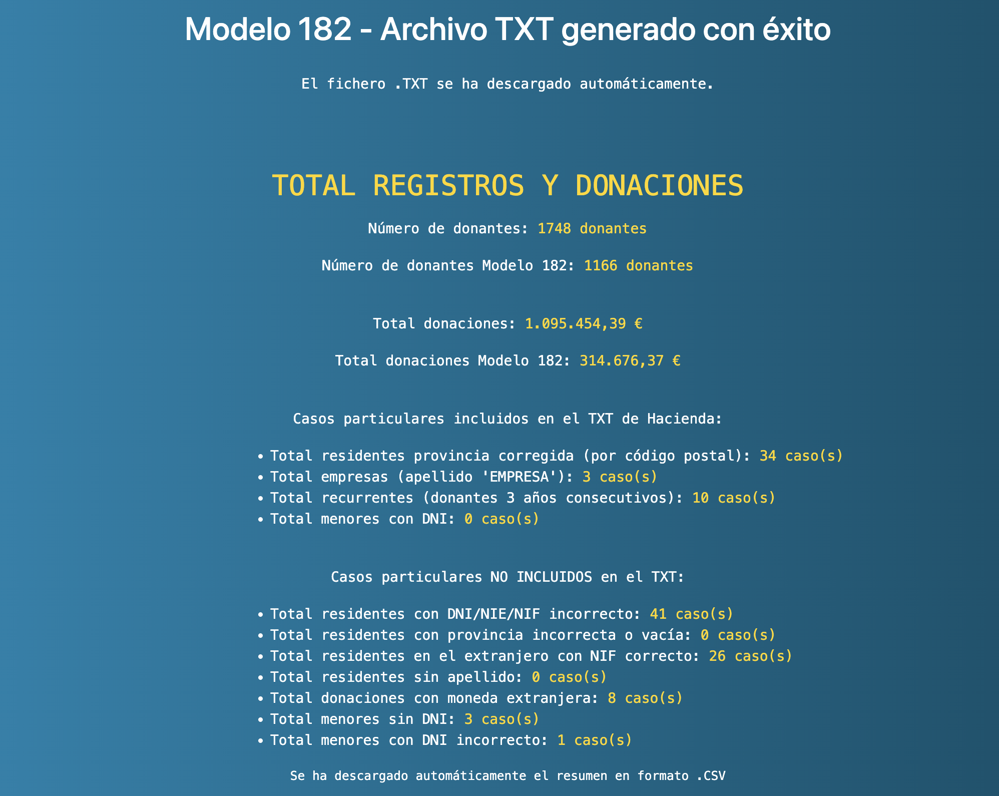 Modelo 182 - Archivo TXT generado con éxito
El fichero .TXT se ha descargado automáticamente.
TOTAL REGISTROS Y DONACIONES
Número de donantes: 1748 donantes
Número de donantes Modelo 182: 1166 donantes
Total donaciones: 1.095.454,39 €
Total donaciones Modelo 182: 314.676,37 €
Casos particulares incluidos en el TXT de Hacienda:
• Total residentes provincia corregida (por código postal): 34 caso(s)
• Total empresas (apellido 'EMPRESA'): 3 caso(s)
• Total recurrentes (donantes 3 años consecutivos): 10 caso(s)
• Total menores con DNI: 0 caso(s)
Casos particulares NO INCLUIDOS en el TXT:
• Total residentes con DNI/NIE/NIF incorrecto: 41 caso(s)
• Total residentes con provincia incorrecta o vacía: 0 caso(s)
• Total residentes en el extranjero con NIF correcto: 26 caso(s)
• Total residentes sin apellido: 0 caso(s)
• Total donaciones con moneda extranjera: 8 caso(s)
• Total menores sin DNI: 3 caso(s)
• Total menores con DNI incorrecto: 1 caso(s)
Se ha descargado automáticamente el resumen en formato .CSV